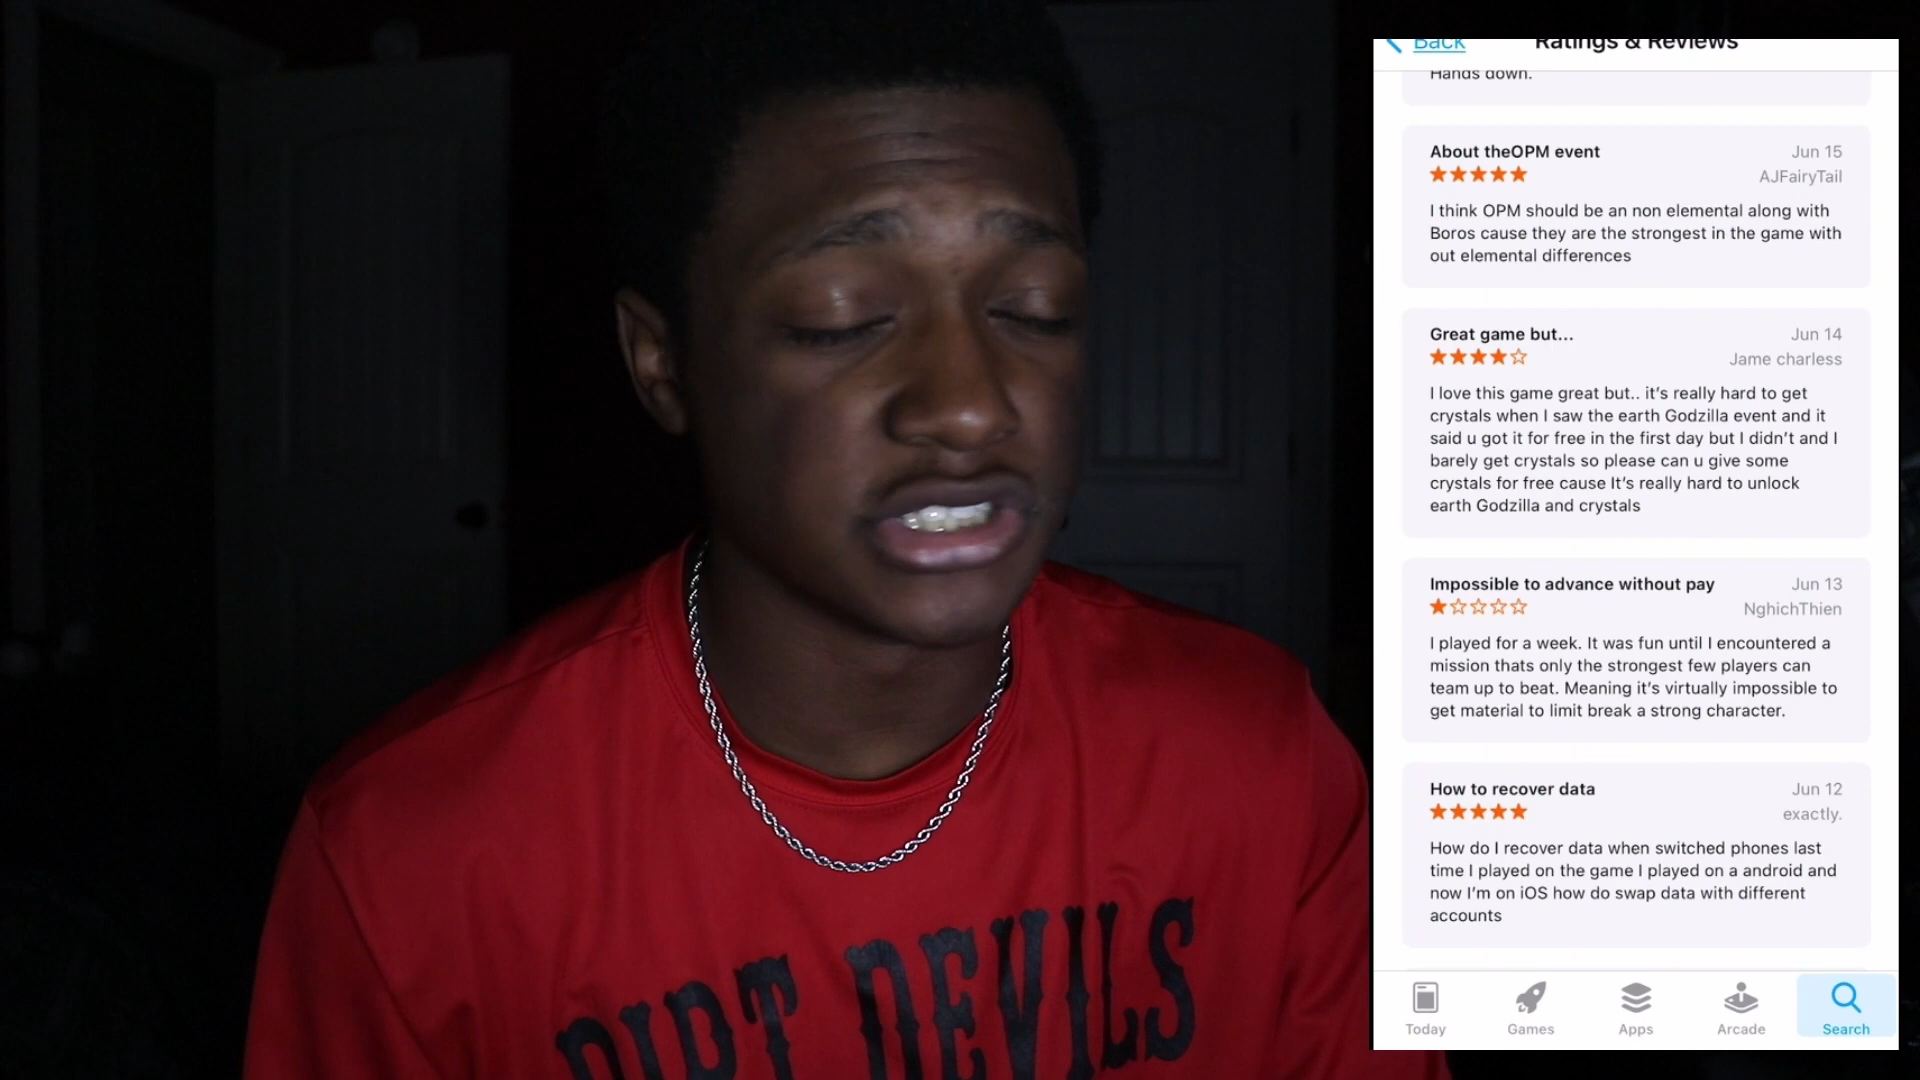 Back
Ratings & Reviews
Hands down.
About theOPM event
Jun 15
AJFairyTail
I think OPM should be an non elemental along with
Boros cause they are the strongest in the game with
out elemental differences
Great game but...
Jun 14
Jame charless
I love this game great but.. it's really hard to get
crystals when I saw the earth Godzilla event and it
said u got it for free in the first day but I didn't and I
barely get crystals so please can u give some
crystals for free cause It's really hard to unlock
earth Godzilla and crystals
Impossible to advance without pay
Jun 13
NghichThien
I played for a week. It was fun until I encountered a
mission thats only the strongest few players can
team up to beat. Meaning it's virtually impossible to
get material to limit break a strong character.
How to recover data
Jun 12
exactly.
How do I recover data when switched phones last
time I played on the game I played on a android and
now I'm on iOS how do swap data with different
accounts
Today
Games
Apps
Arcade
Search
DIRT DEVILS